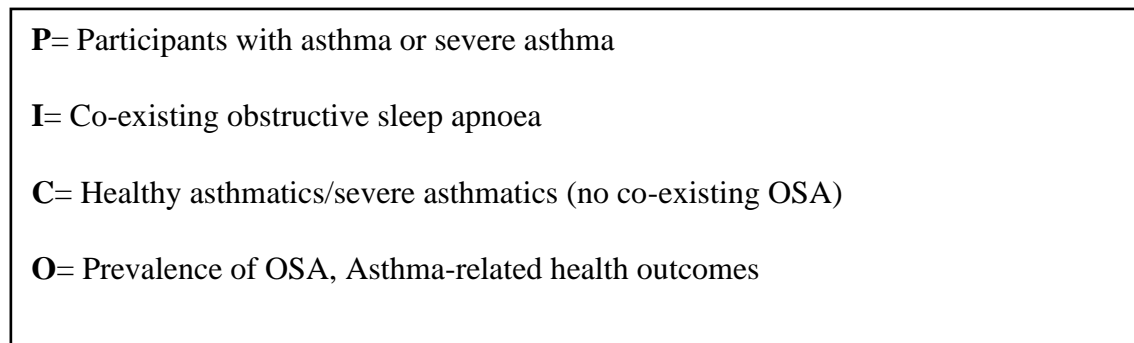 P= Participants with asthma or severe asthma
I= Co-existing obstructive sleep apnoea
C= Healthy asthmatics/severe asthmatics (no co-existing OSA)
O= Prevalence of OSA, Asthma-related health outcomes